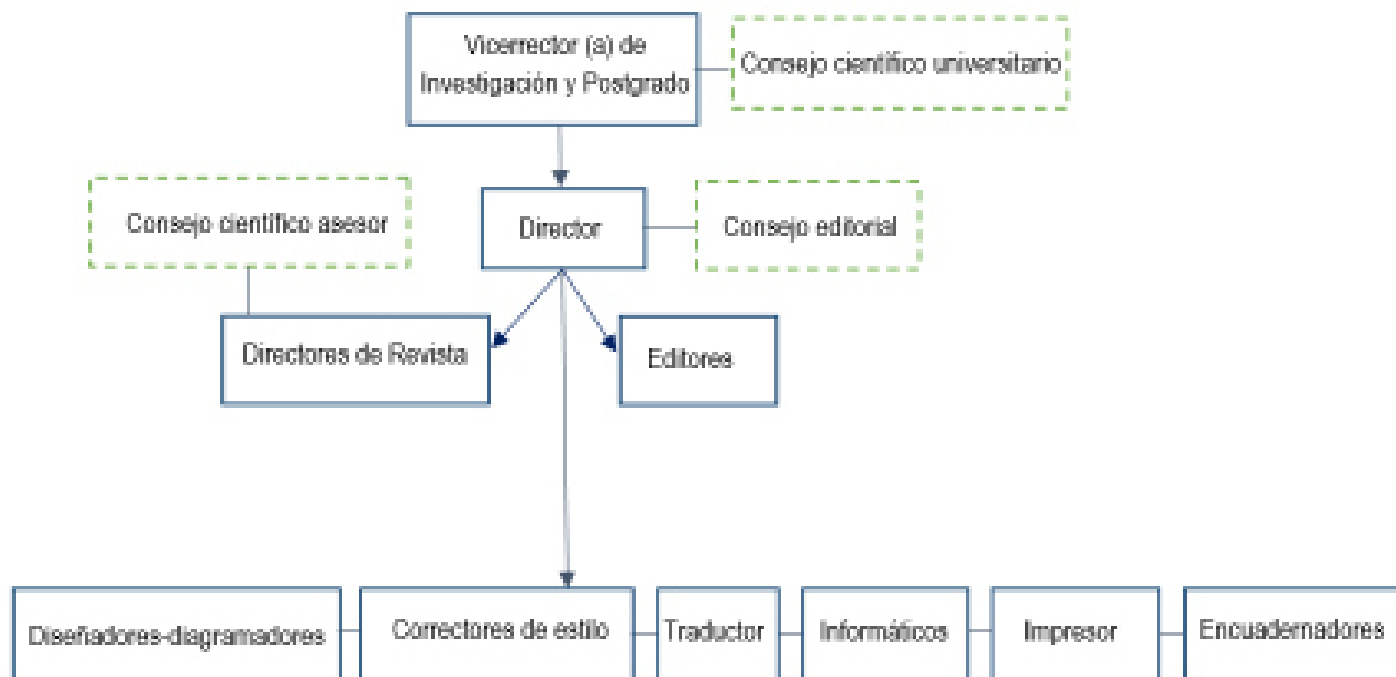 Vicerrector (a) de
Investigación y Postgrado
Consejo científico universitario
Consejo científico asesor
Director
Consejo editorial
Directores de Revista
Editores
Diseñadores-diagramadores
Correctores de estilo
Traductor
Informáticos
Impresor
Encuadernadores